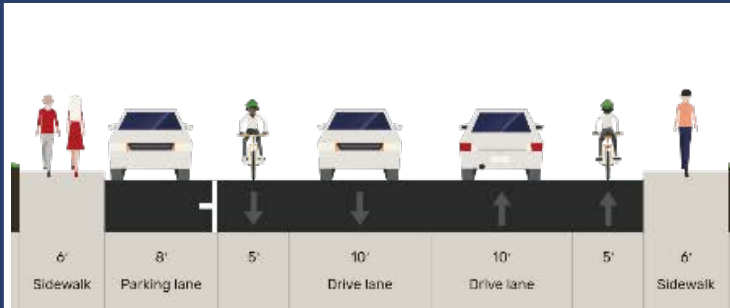 6' 8' 5' 10' 10' 5' 6'
Sidewalk Parking lane Drive lane Drive lane Sidewalk